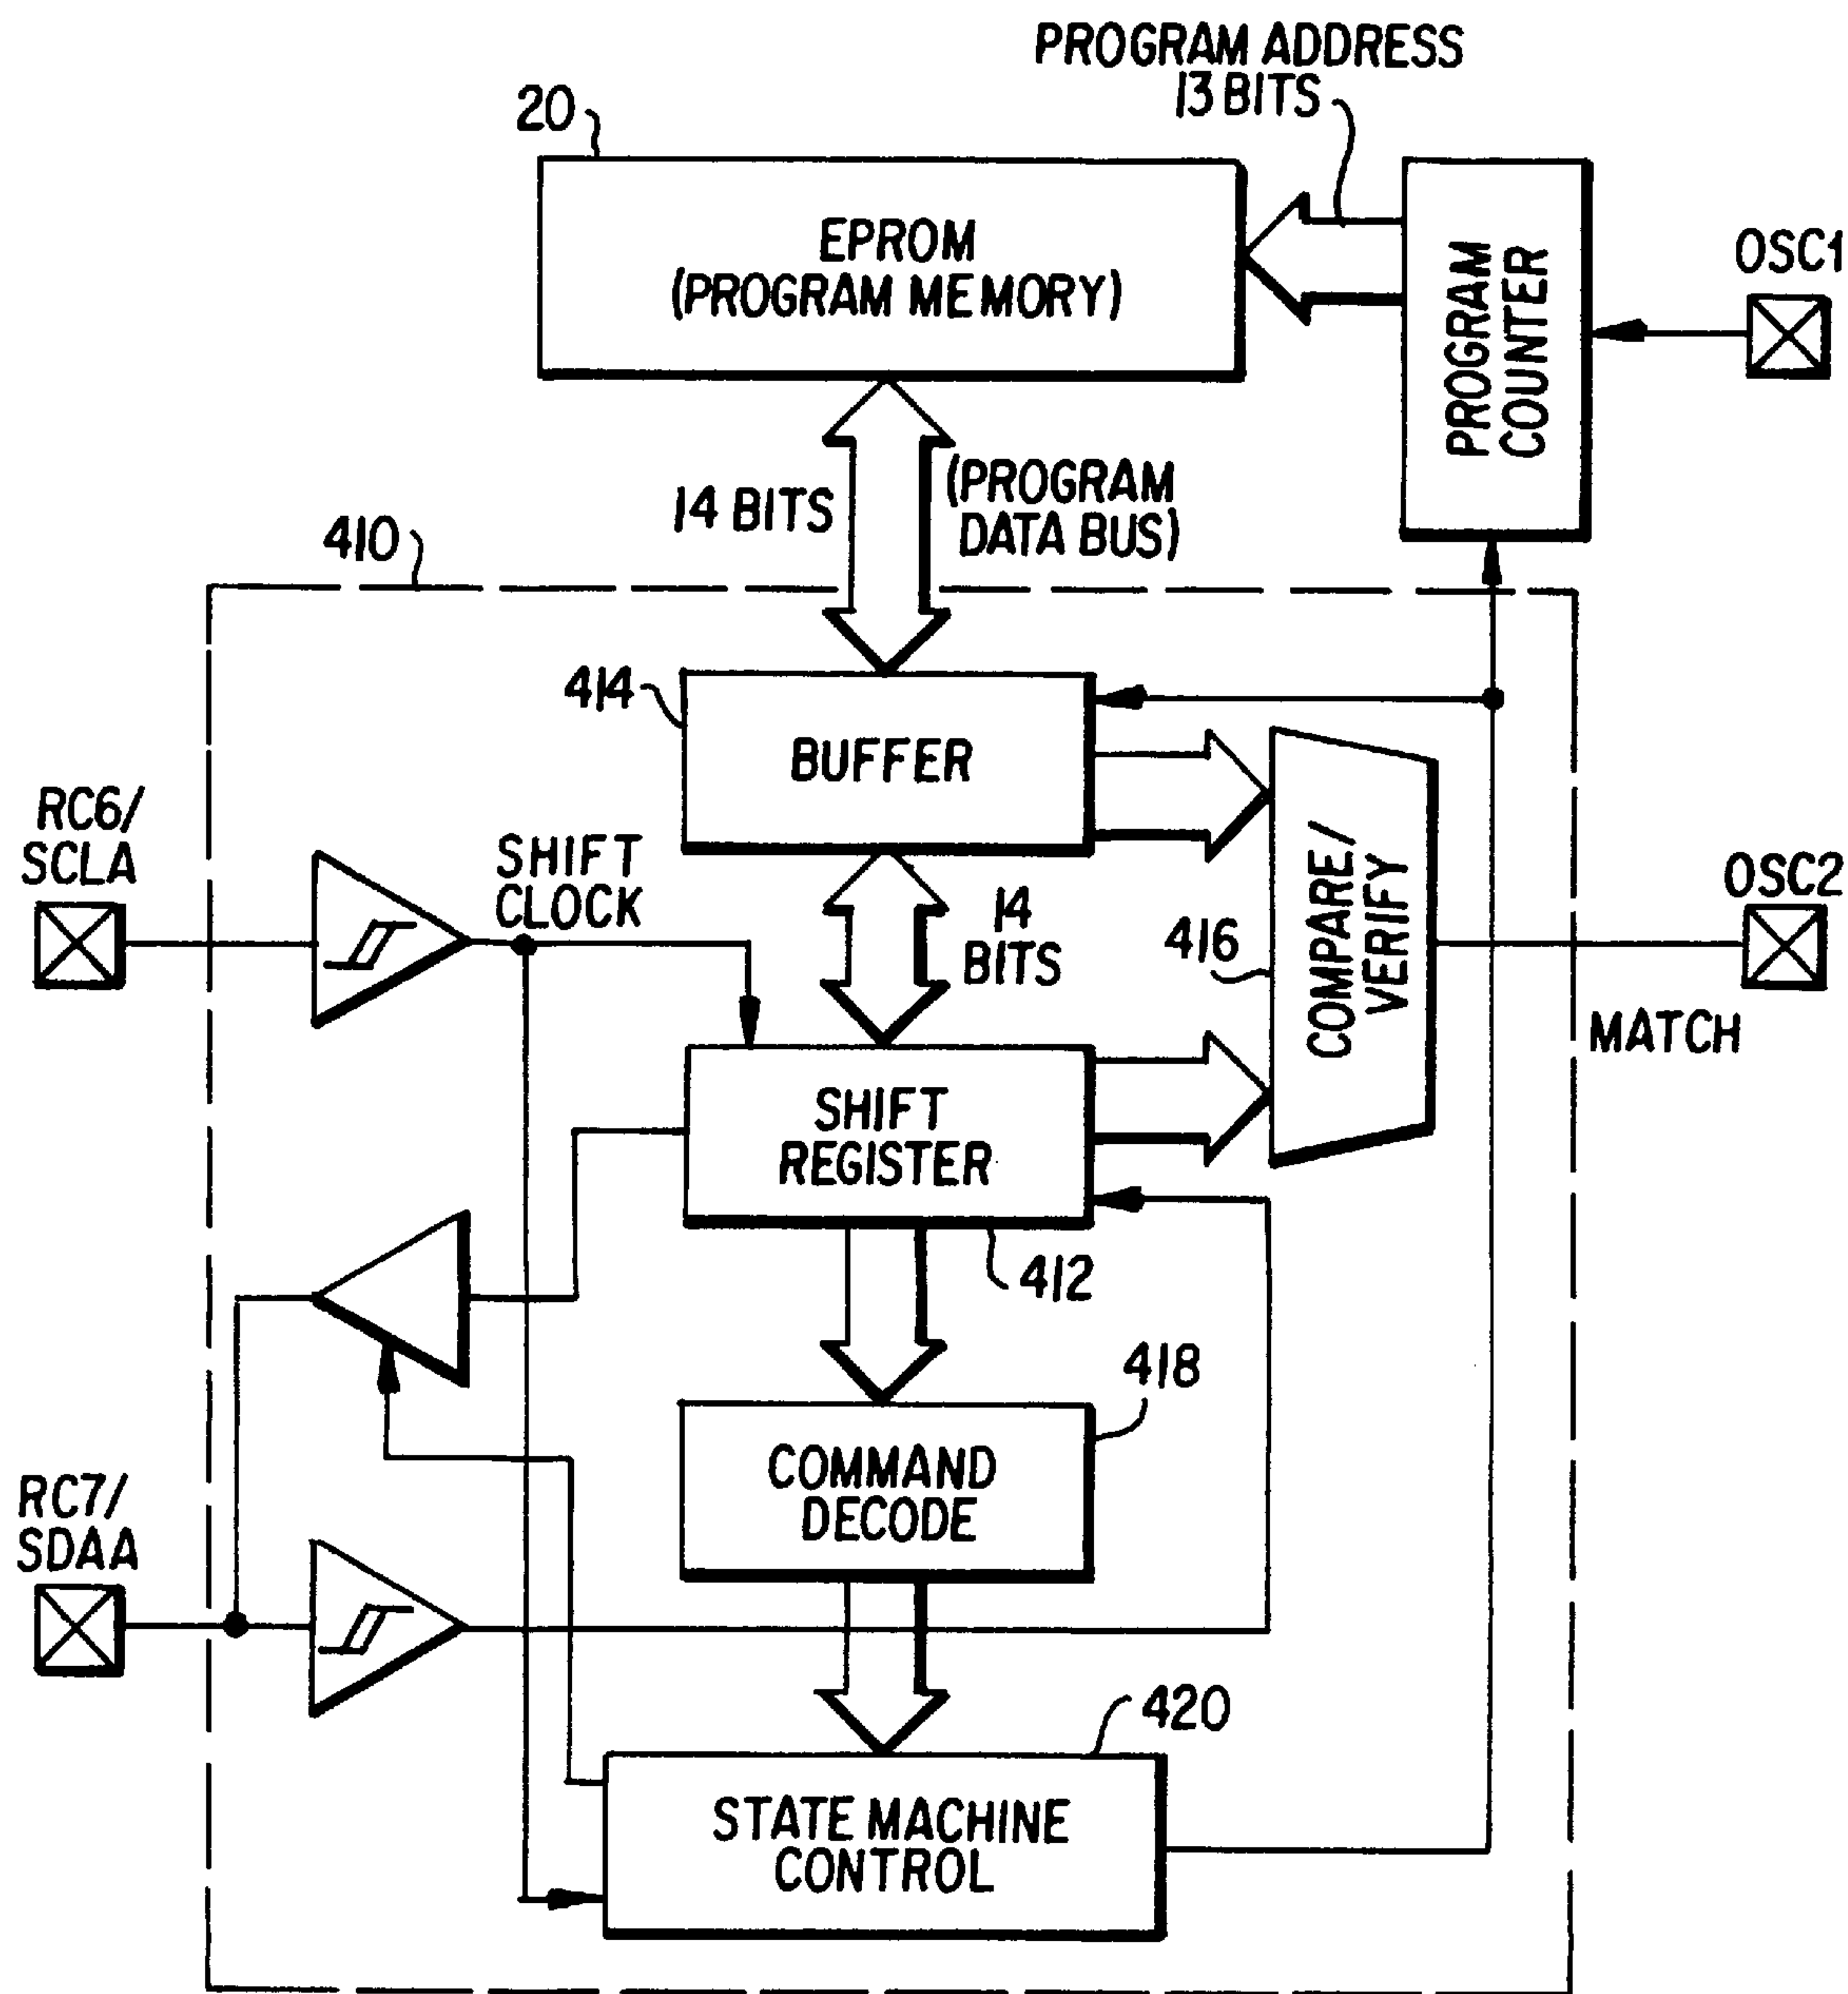 PROGRAM ADDRESS
13 BITS
20
EPROM
(PROGRAM MEMORY)
PROGRAM
COUNTER
OSC1
14 BITS
(PROGRAM
DATA BUS)
410
414
BUFFER
RC6/
SCLA
SHIFT
CLOCK
14
BITS
416
COMPARE/
VERIFY
OSC2
MATCH
SHIFT
REGISTER
412
418
COMMAND
DECODE
RC7/
SDAA
420
STATE MACHINE
CONTROL